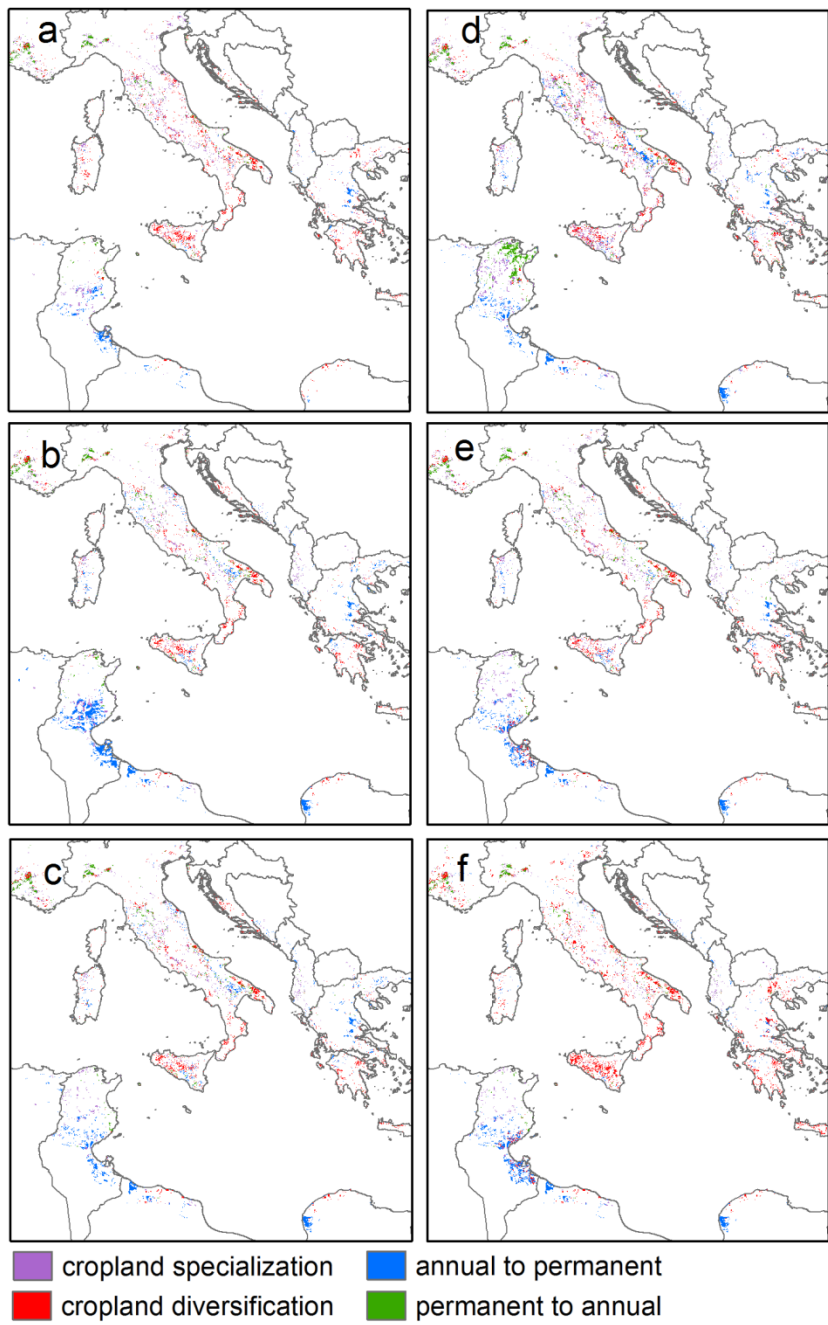 a
d
b
e
c
f
cropland specialization
annual to permanent
cropland diversification
permanent to annual